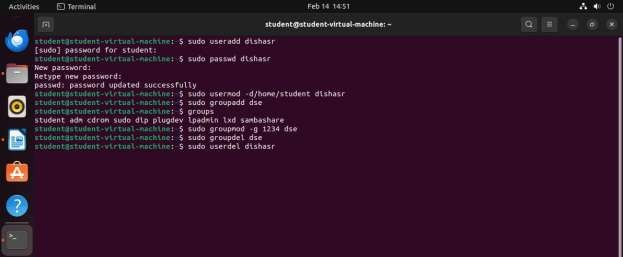 Activities Terminal Feb 14 14:51
student@student-virtual-machine: ~
student@student-virtual-machine:~$ sudo useradd dishasr
[sudo] password for student:
student@student-virtual-machine:~$ sudo passwd dishasr
New password:
Retype new password:
passwd: password updated successfully
student@student-virtual-machine:~$ sudo usermod -d/home/student dishasr
student@student-virtual-machine:~$ sudo groupadd dse
student@student-virtual-machine:~$ groups
student adm cdrom sudo dip plugdev lpadmin lxd sambashare
student@student-virtual-machine:~$ sudo groupmod -g 1234 dse
student@student-virtual-machine:~$ sudo groupdel dse
student@student-virtual-machine:~$ sudo userdel dishasr